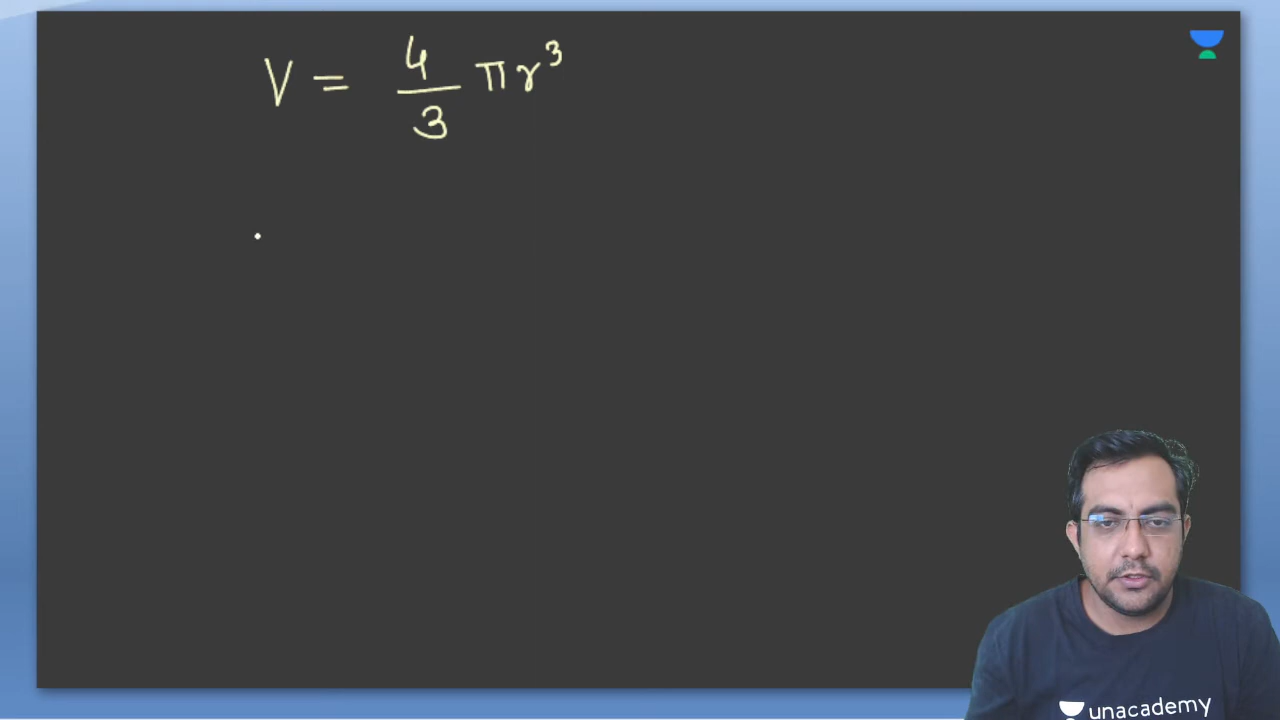 V = 4/3 πr³
unacademy